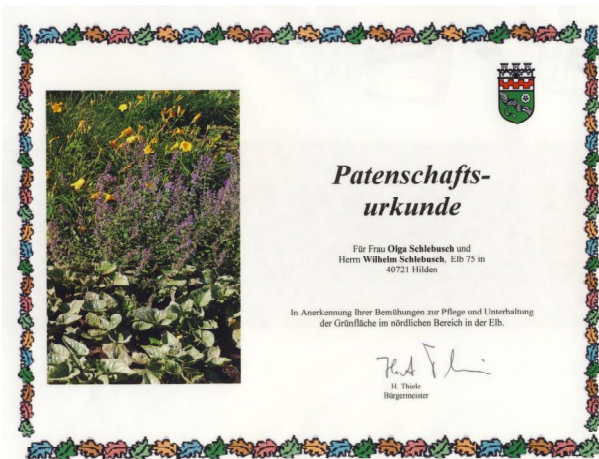 Patenschafts-
urkunde
Für Frau Olga Schlebusch und
Herrn Wilhelm Schlebusch, Elb 75 in
40721 Hilden
In Anerkennung Ihrer Bemühungen zur Pflege und Unterhaltung
der Grünfläche im nördlichen Bereich in der Elb.
H. Thiele
Bürgermeister